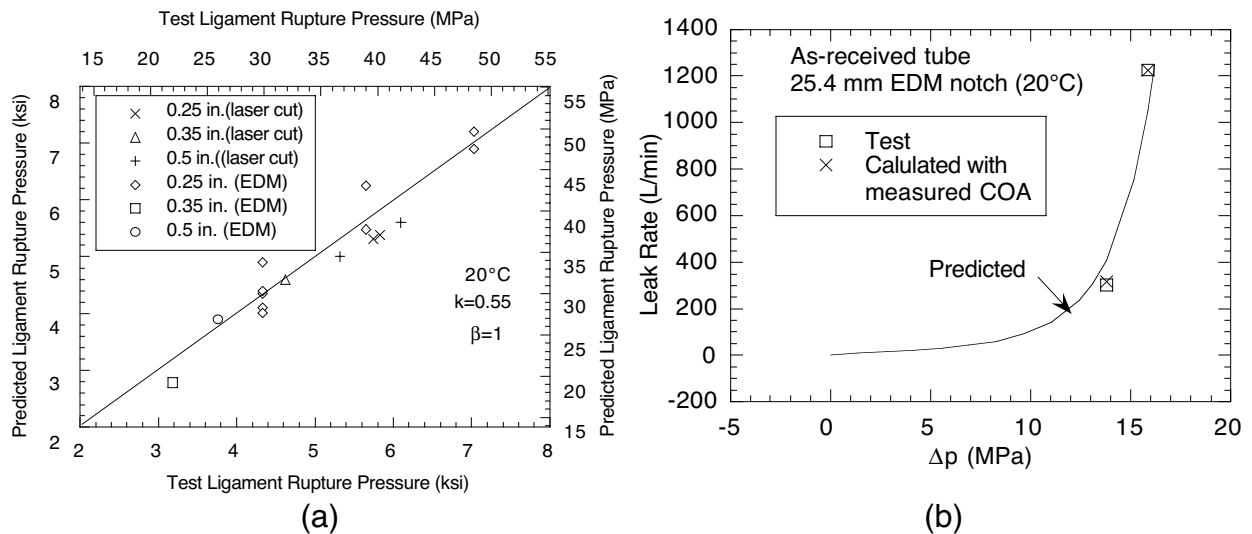 Test Ligament Rupture Pressure (MPa)
15 20 25 30 35 40 45 50 55
Predicted Ligament Rupture Pressure (ksi)
8
7
6
5
4
3
2
0.25 in.(laser cut)
0.35 in.(laser cut)
0.5 in.((laser cut)
0.25 in. (EDM)
0.35 in. (EDM)
0.5 in. (EDM)
20°C
k=0.55
β=1
55
50
45
40
35
30
25
20
15
Predicted Ligament Rupture Pressure (MPa)
2 3 4 5 6 7 8
Test Ligament Rupture Pressure (ksi)
(a)
Leak Rate (L/min)
1400
1200
1000
800
600
400
200
0
-200
As-received tube
25.4 mm EDM notch (20°C)
Test
Calulated with
measured COA
Predicted
-5 0 5 10 15 20
Δp (MPa)
(b)